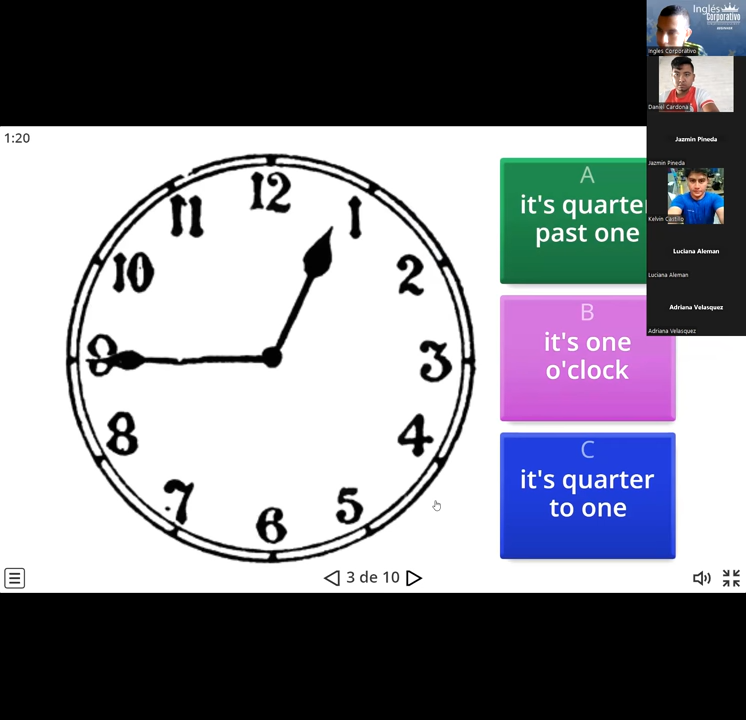 Inglés
Corporativo
Ingles Corporativo
Daniel Cardona
Jazmin Pineda
Jazmin Pineda
Kelvin Castillo
Luciana Aleman
Luciana Aleman
Adriana Velasquez
Adriana Velasquez
1:20
12
1
2
3
4
5
6
7
8
9
10
11
A
it's quarter
past one
B
it's one
o'clock
C
it's quarter
to one
3 de 10